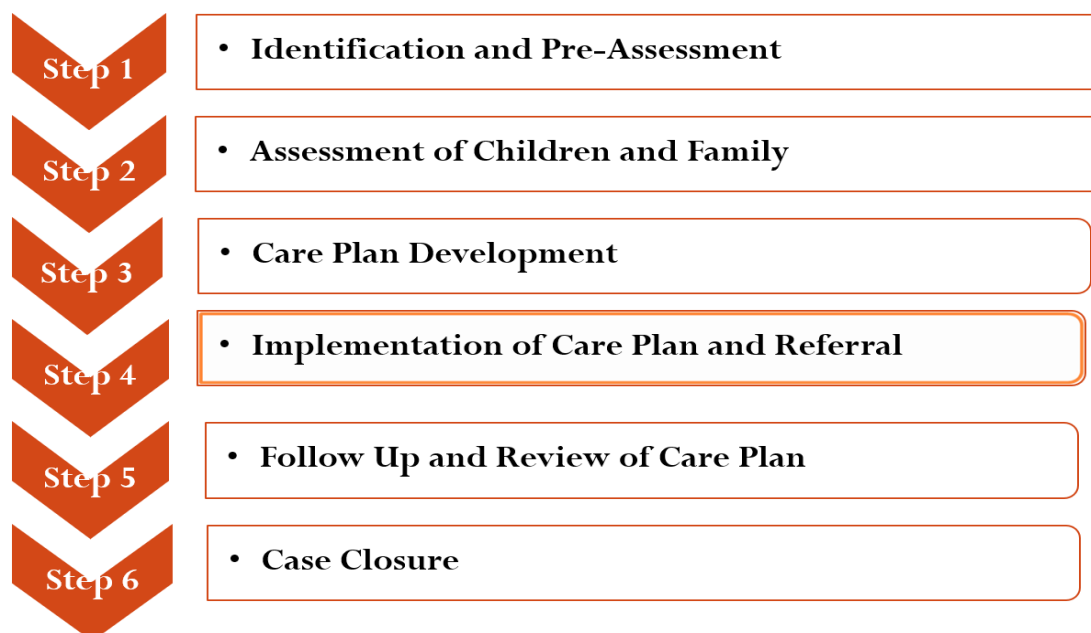 Step 1
• Identification and Pre-Assessment
Step 2
• Assessment of Children and Family
Step 3
• Care Plan Development
Step 4
• Implementation of Care Plan and Referral
Step 5
• Follow Up and Review of Care Plan
Step 6
• Case Closure